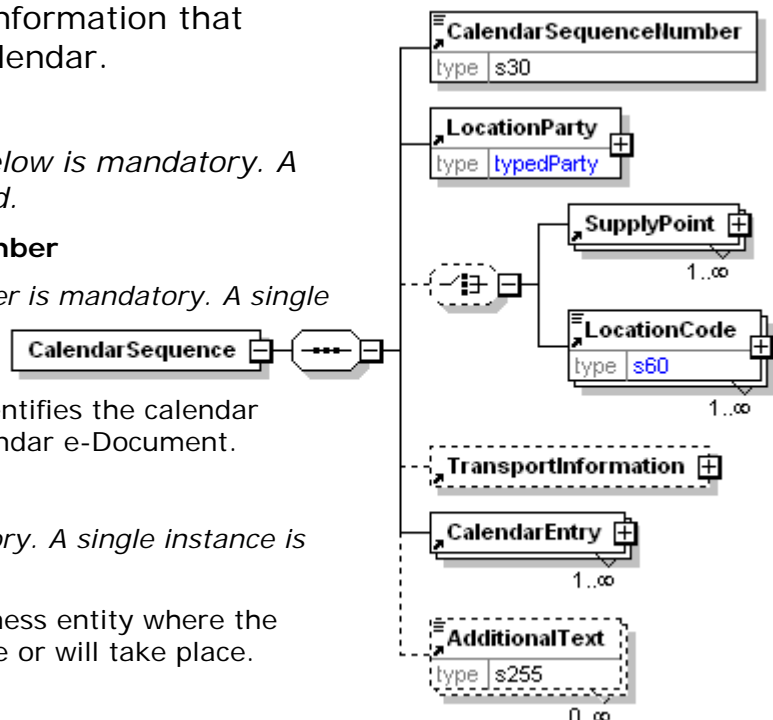 nformation that
lendar.
elow is mandatory. A
d.
nber
er is mandatory. A single
entifies the calendar
ndar e-Document.
ory. A single instance is
ness entity where the
e or will take place.
CalendarSequence
CalendarSequenceNumber
type s30
LocationParty
type typedParty
SupplyPoint
1..∞
LocationCode
type s60
1..∞
TransportInformation
CalendarEntry
1..∞
AdditionalText
type s255
0..∞